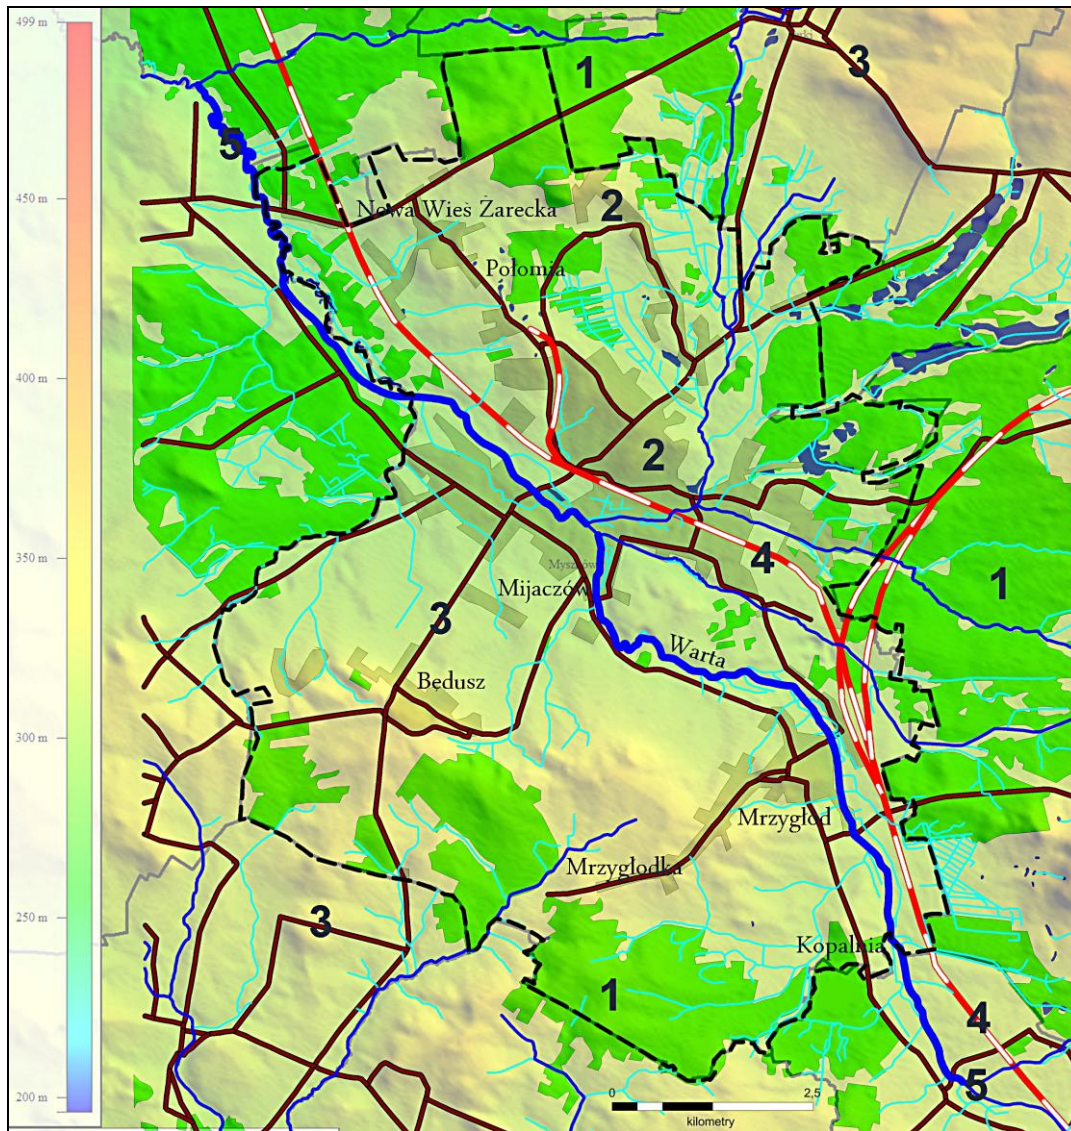 499 m
1
3
5
450 m
Nowa Wieś Żarecka
2
Połomia
400 m
2
350 m
4
Mijaczów
1
3
Warta
Będusz
300 m
Mrzygłód
Mrzygłodka
3
250 m
Kopalnia
1
4
5
200 m
0
2,5
kilometry